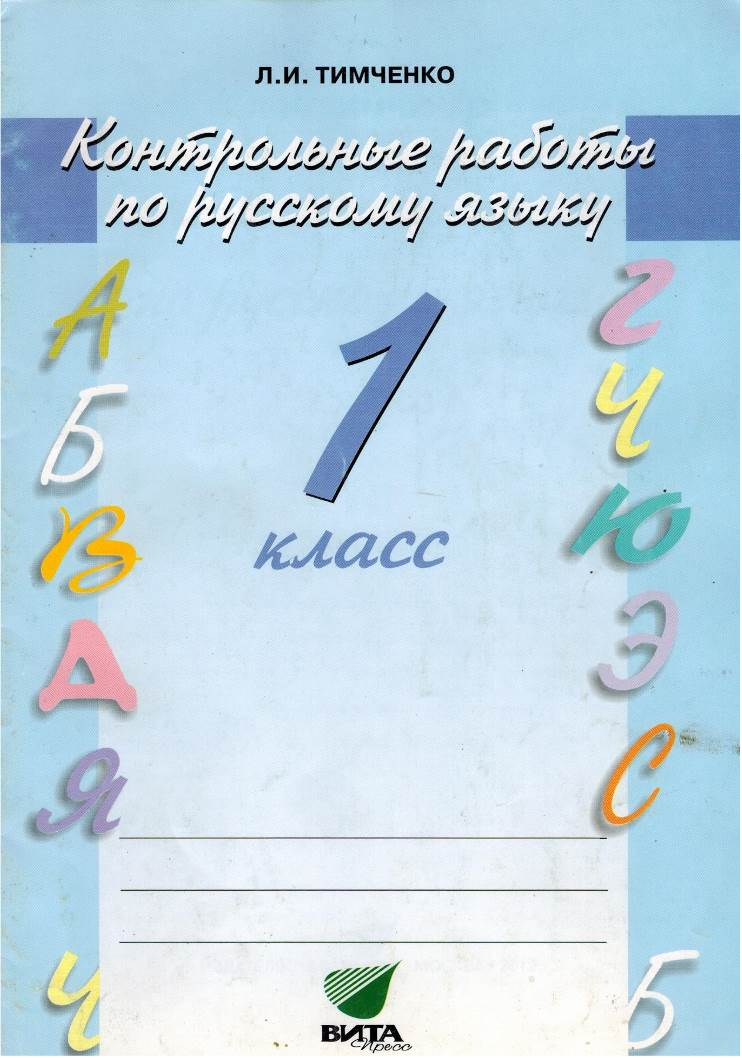 Л.И. ТИМЧЕНКО
Контрольные работы
по русскому языку
А
Г
1
Б
Ч
класс
В
Ю
Д
Э
Я
С
Ч
Б
ВИТА
Пресс